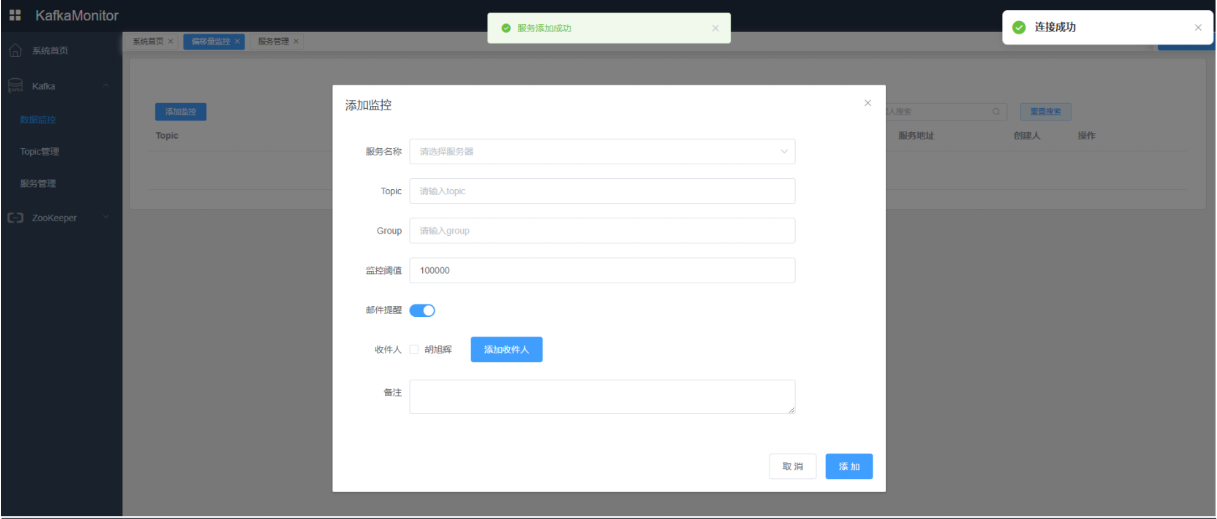 KafkaMonitor
服务添加成功
连接成功
系统首页
系统首页 × 偏移量监控 × 服务管理 ×
Kafka
数据监控
Topic管理
服务管理
ZooKeeper
添加监控
人搜索
重置搜索
Topic
服务地址
创建人
操作
添加监控
服务名称 请选择服务器
Topic 请输入topic
Group 请输入group
监控阈值 100000
邮件提醒
收件人 胡旭辉 添加收件人
备注
取消 添加